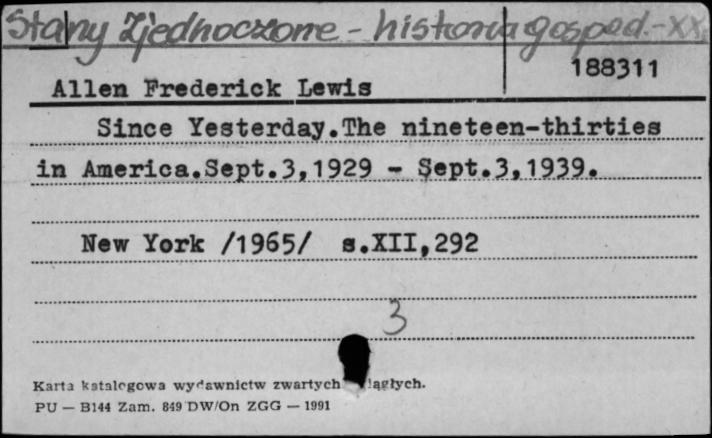 Stany Zjednoczone - historia gosped. - XX
188311
Allen Frederick Lewis
Since Yesterday.The nineteen-thirties
in America.Sept.3,1929 - Sept.3,1939.
New York /1965/ s.XII,292
3
Karta katalogowa wydawnictw zwartych
PU — B144 Zam. 849 DW/On ZGG — 1991